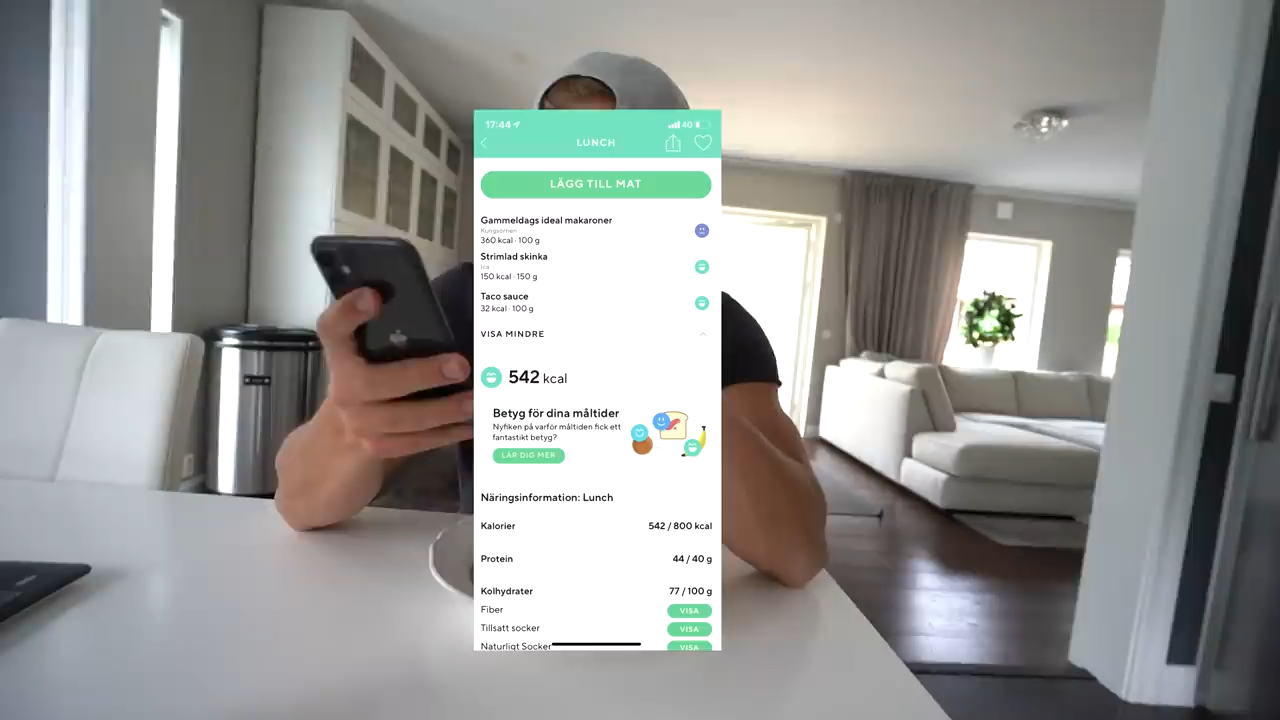 17:44
40
LUNCH
LÄGG TILL MAT
Gammeldags ideal makaroner
Kungsörnen
360 kcal · 100 g
Strimlad skinka
Ica
150 kcal · 150 g
Taco sauce
32 kcal · 100 g
VISA MINDRE
542 kcal
Betyg för dina måltider
Nyfiken på varför måltiden fick ett
fantastikt betyg?
LÄR DIG MER
Näringsinformation: Lunch
Kalorier 542 / 800 kcal
Protein 44 / 40 g
Kolhydrater 77 / 100 g
Fiber VISA
Tillsatt socker VISA
Naturligt Socker VISA